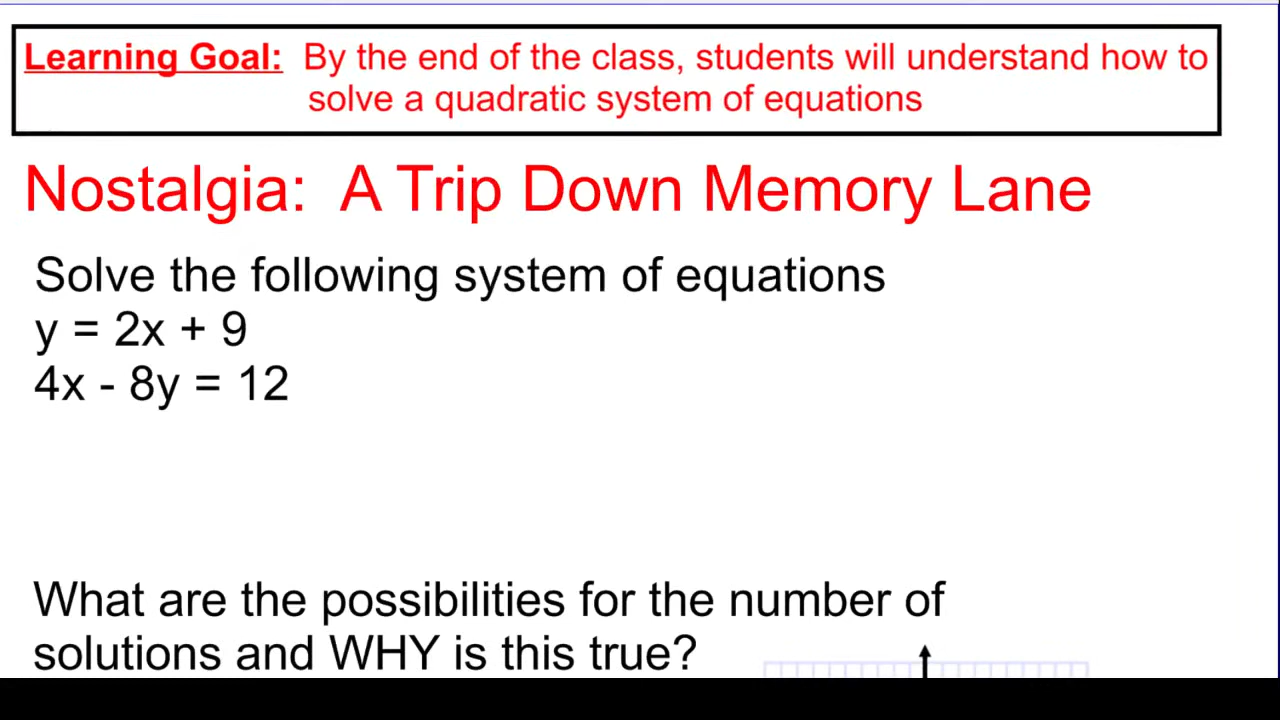 Learning Goal: By the end of the class, students will understand how to
solve a quadratic system of equations
Nostalgia: A Trip Down Memory Lane
Solve the following system of equations
y = 2x + 9
4x - 8y = 12
What are the possibilities for the number of
solutions and WHY is this true?